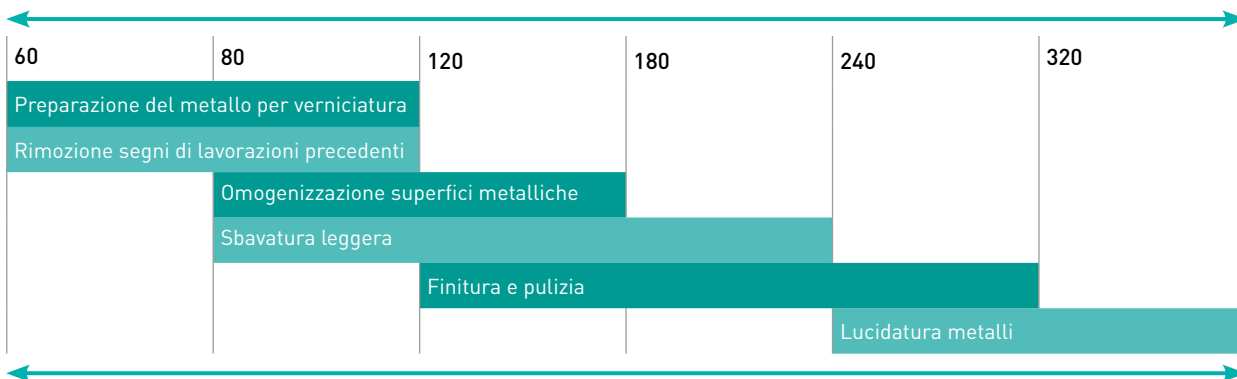 60 80 120 180 240 320
Preparazione del metallo per verniciatura
Rimozione segni di lavorazioni precedenti
Omogenizzazione superfici metalliche
Sbavatura leggera
Finitura e pulizia
Lucidatura metalli